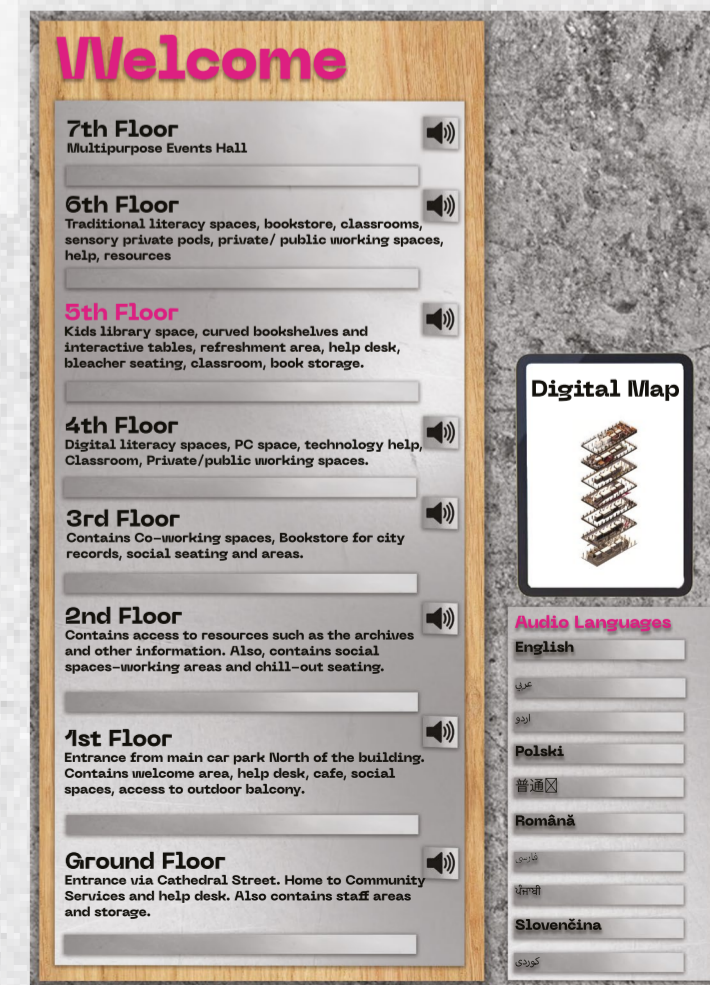 Welcome
7th Floor
Multipurpose Events Hall
6th Floor
Traditional literacy spaces, bookstore, classrooms,
sensory private pods, private/ public working spaces,
help, resources
5th Floor
Kids library space, curved bookshelves and
interactive tables, refreshment area, help desk,
bleacher seating, classroom, book storage.
4th Floor
Digital literacy spaces, PC space, technology help,
Classroom, Private/public working spaces.
3rd Floor
Contains Co-working spaces, Bookstore for city
records, social seating and areas.
2nd Floor
Contains access to resources such as the archives
and other information. Also, contains social
spaces-working areas and chill-out seating.
1st Floor
Entrance from main car park North of the building.
Contains welcome area, help desk, cafe, social
spaces, access to outdoor balcony.
Ground Floor
Entrance via Cathedral Street. Home to Community
Services and help desk. Also contains staff areas
and storage.
Digital Map
Audio Languages
English
عربي
اردو
Polski
普通
Română
فارسی
ਪੰਜਾਬੀ
Slovenčina
کوردی